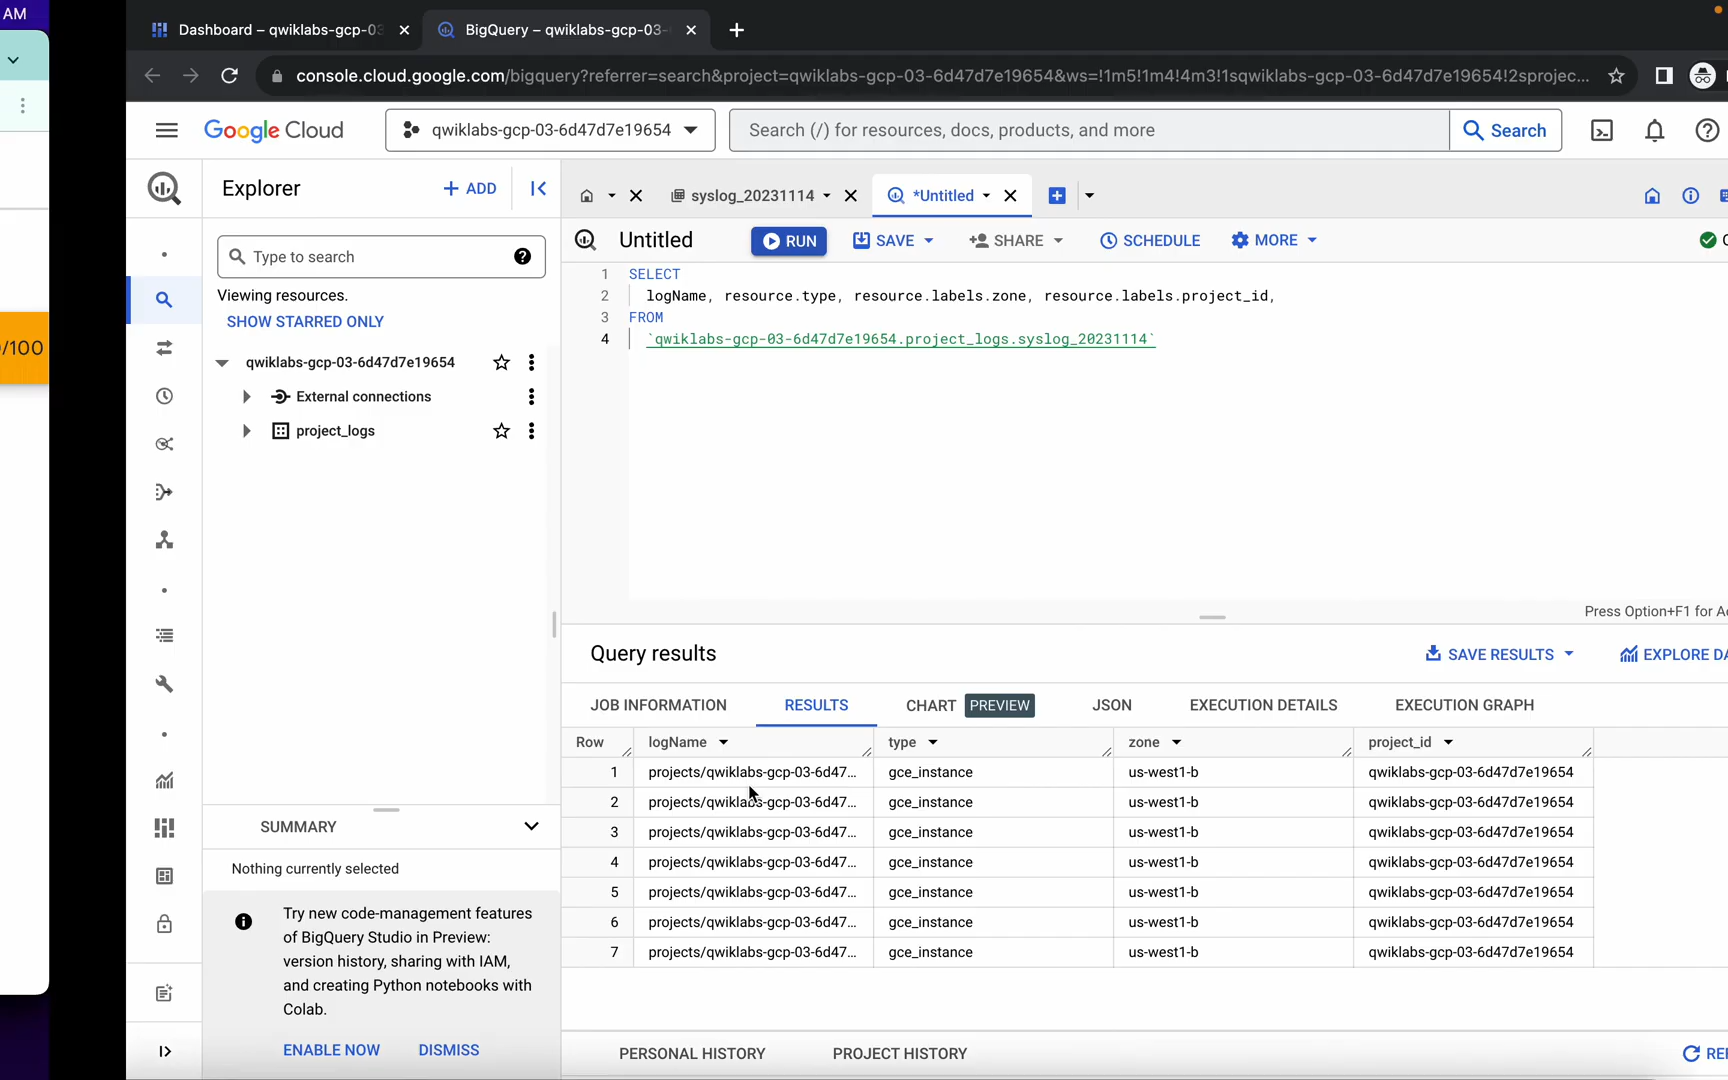 AM
/100
Dashboard – qwiklabs-gcp-03
BigQuery – qwiklabs-gcp-03-
console.cloud.google.com/bigquery?referrer=search&project=qwiklabs-gcp-03-6d47d7e19654&ws=!1m5!1m4!4m3!1sqwiklabs-gcp-03-6d47d7e19654!2sprojec...
Google Cloud
qwiklabs-gcp-03-6d47d7e19654
Search (/) for resources, docs, products, and more
Search
Explorer
+ ADD
Type to search
Viewing resources.
SHOW STARRED ONLY
qwiklabs-gcp-03-6d47d7e19654
External connections
project_logs
SUMMARY
Nothing currently selected
Try new code-management features
of BigQuery Studio in Preview:
version history, sharing with IAM,
and creating Python notebooks with
Colab.
ENABLE NOW DISMISS
syslog_20231114
*Untitled
Untitled RUN SAVE SHARE SCHEDULE MORE
1 SELECT
2 logName, resource.type, resource.labels.zone, resource.labels.project_id,
3 FROM
4 `qwiklabs-gcp-03-6d47d7e19654.project_logs.syslog_20231114`
Press Option+F1 for
Query results
SAVE RESULTS
EXPLORE
JOB INFORMATION RESULTS CHART PREVIEW JSON EXECUTION DETAILS EXECUTION GRAPH
Row logName type zone project_id
1 projects/qwiklabs-gcp-03-6d47... gce_instance us-west1-b qwiklabs-gcp-03-6d47d7e19654
2 projects/qwiklabs-gcp-03-6d47... gce_instance us-west1-b qwiklabs-gcp-03-6d47d7e19654
3 projects/qwiklabs-gcp-03-6d47... gce_instance us-west1-b qwiklabs-gcp-03-6d47d7e19654
4 projects/qwiklabs-gcp-03-6d47... gce_instance us-west1-b qwiklabs-gcp-03-6d47d7e19654
5 projects/qwiklabs-gcp-03-6d47... gce_instance us-west1-b qwiklabs-gcp-03-6d47d7e19654
6 projects/qwiklabs-gcp-03-6d47... gce_instance us-west1-b qwiklabs-gcp-03-6d47d7e19654
7 projects/qwiklabs-gcp-03-6d47... gce_instance us-west1-b qwiklabs-gcp-03-6d47d7e19654
PERSONAL HISTORY PROJECT HISTORY